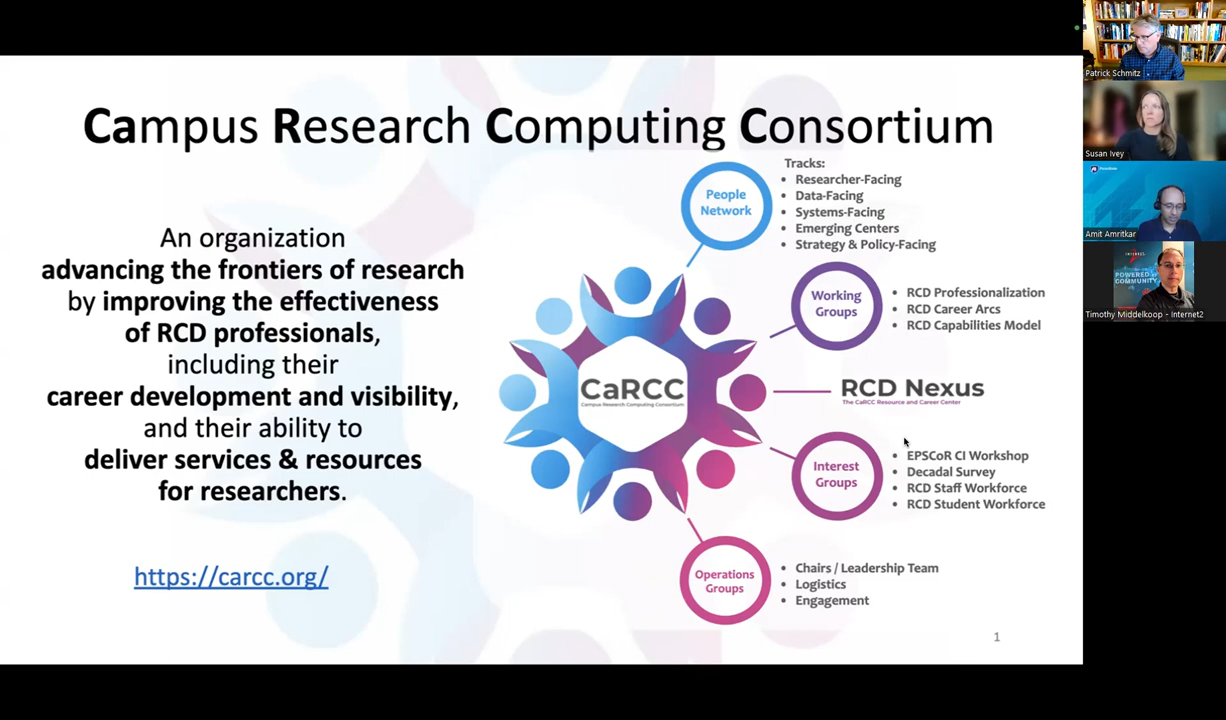 Campus Research Computing Consortium
An organization
advancing the frontiers of research
by improving the effectiveness
of RCD professionals,
including their
career development and visibility,
and their ability to
deliver services & resources
for researchers.
https://carcc.org/
People
Network
Tracks:
• Researcher-Facing
• Data-Facing
• Systems-Facing
• Emerging Centers
• Strategy & Policy-Facing
Working
Groups
• RCD Professionalization
• RCD Career Arcs
• RCD Capabilities Model
CaRCC
Campus Research Computing Consortium
RCD Nexus
The CaRCC Resource and Career Center
Interest
Groups
• EPSCoR CI Workshop
• Decadal Survey
• RCD Staff Workforce
• RCD Student Workforce
Operations
Groups
• Chairs / Leadership Team
• Logistics
• Engagement
1
Patrick Schmitz
Susan Ivey
Amit Amritkar
POWERED
COMMUNITY
Timothy Middelkoop - Internet2